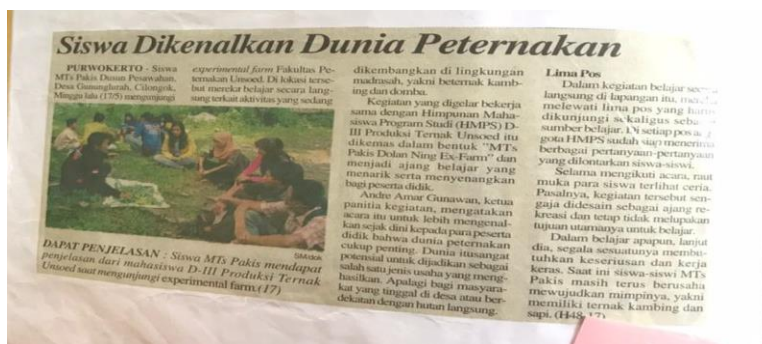 Siswa Dikenalkan Dunia Peternakan
PURWOKERTO - Siswa
MTs Pakis Dusun Pesawahan,
Desa Gununglurah, Cilongok,
Minggu lalu (17/5) mengunjungi
experimental farm Fakultas Pe-
ternakan Unsoed. Di lokasi terse-
but mereka belajar secara lang-
sung terkait aktivitas yang sedang
SM/dok
DAPAT PENJELASAN : Siswa MTs Pakis mendapat
penjelasan dari mahasiswa D-III Produksi Ternak
Unsoed saat mengunjungi experimental farm.(17)
dikembangkan di lingkungan
madrasah, yakni beternak kamb-
ing dan domba.
Kegiatan yang digelar bekerja
sama dengan Himpunan Maha-
siswa Program Studi (HMPS) D-
III Produksi Ternak Unsoed itu
dikemas dalam bentuk "MTs
Pakis Dolan Ning Ex-Farm" dan
menjadi ajang belajar yang
menarik serta menyenangkan
bagi peserta didik.
Andre Amar Gunawan, ketua
panitia kegiatan, mengatakan
acara itu untuk lebih mengenal-
kan sejak dini kepada para peserta
didik bahwa dunia peternakan
cukup penting. Dunia itu sangat
potensial untuk dijadikan sebagai
salah satu jenis usaha yang meng-
hasilkan. Apalagi bagi masyara-
kat yang tinggal di desa atau ber-
dekatan dengan hutan langsung.
Lima Pos
Dalam kegiatan belajar
langsung di lapangan itu,
melewati lima pos yang
dikunjungi sekaligus
sumber belajar. Di setiap pos
gota HMPS sudah siap menerima
berbagai pertanyaan-pertanyaan
yang dilontarkan siswa-siswi.
Selama mengikuti acara, raut
muka para siswa terlihat ceria.
Pasalnya, kegiatan tersebut sen-
gaja didesain sebagai ajang re-
kreasi dan tetap tidak melupakan
tujuan utamanya untuk belajar.
Dalam belajar apapun, lanjut
dia, segala sesuatunya membu-
tuhkan keseriusan dan kerja
keras. Saat ini siswa-siswi MTs
Pakis masih terus berusaha
mewujudkan mimpinya, yakni
memiliki ternak kambing dan
sapi. (H48-17)